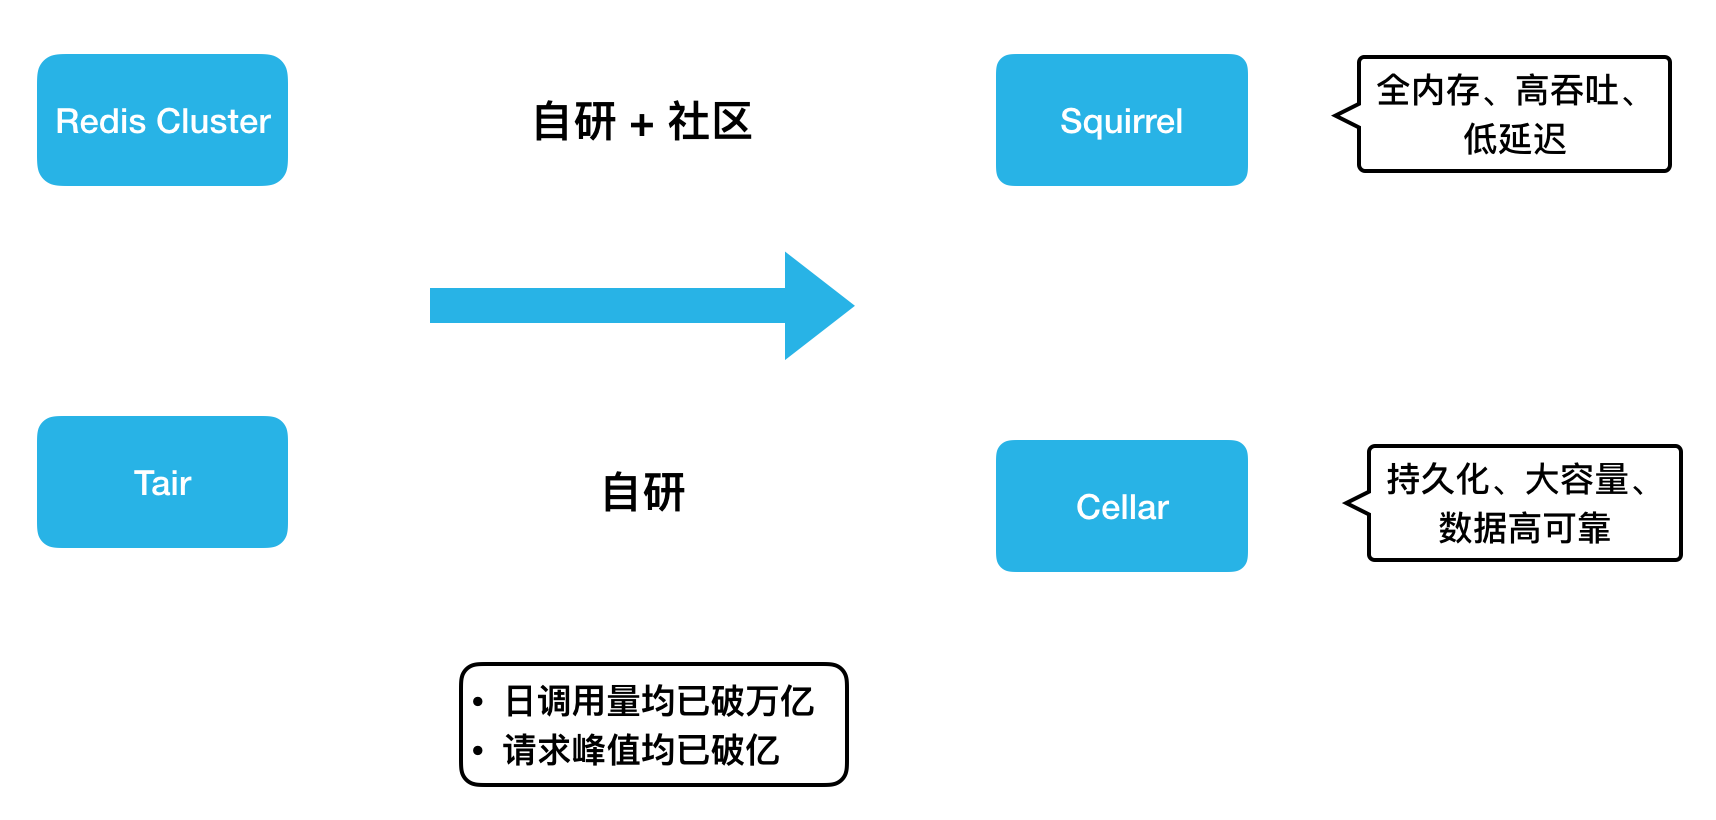 Redis Cluster
自研 + 社区
Squirrel
全内存、高吞吐、
低延迟
Tair
自研
Cellar
持久化、大容量、
数据高可靠
• 日调用量均已破万亿
• 请求峰值均已破亿